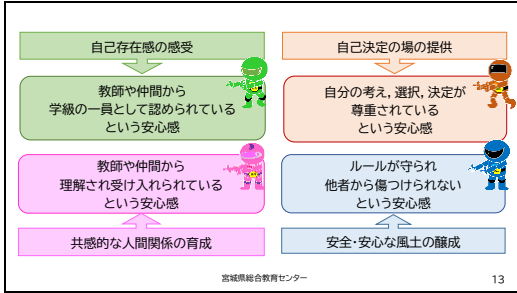 自己存在感の感受
教師や仲間から
学級の一員として認められている
という安心感
自己決定の場の提供
自分の考え，選択，決定が
尊重されている
という安心感
教師や仲間から
理解され受け入れられている
という安心感
共感的な人間関係の育成
ルールが守られ
他者から傷つけられない
という安心感
安全・安心な風土の醸成
宮城県総合教育センター
13